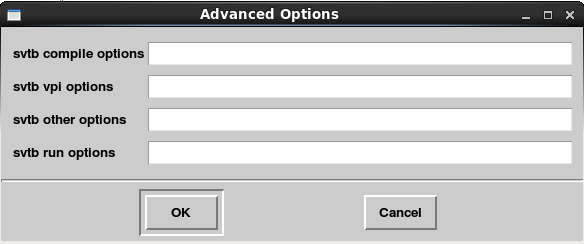 Advanced Options
svtb compile options
svtb vpi options
svtb other options
svtb run options
OK
Cancel